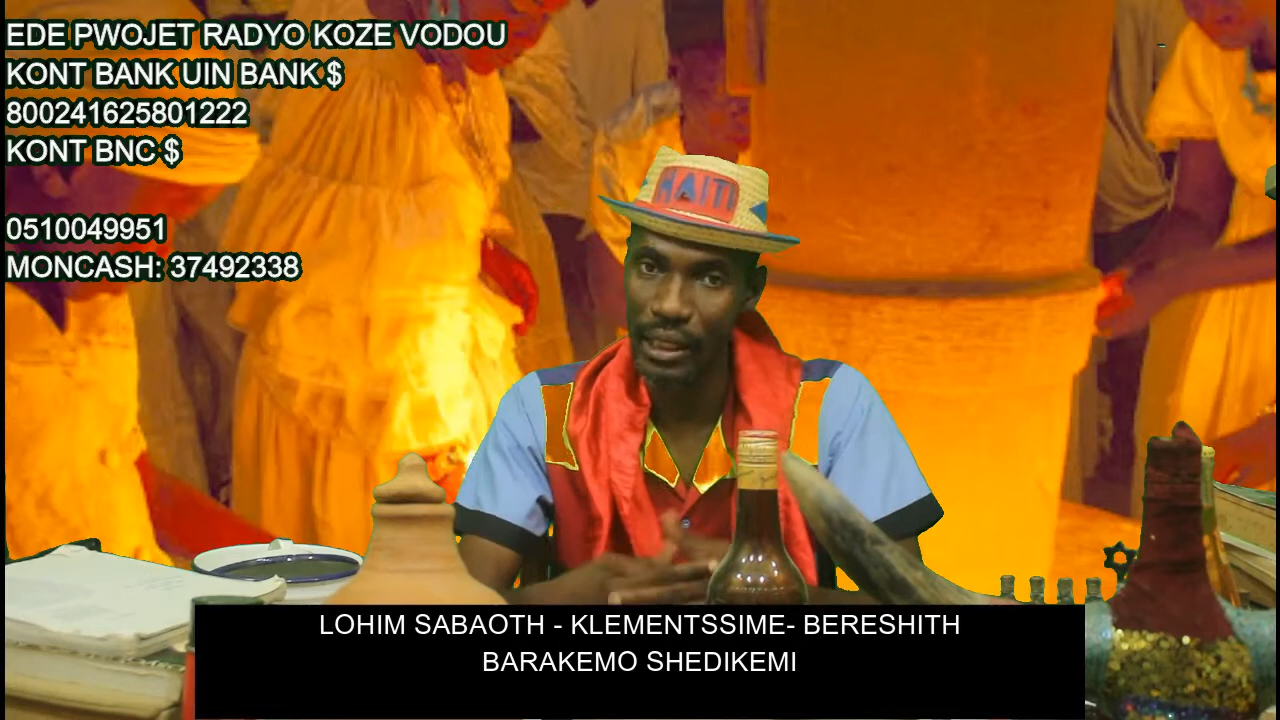 EDE PWOJET RADYO KOZE VODOU
KONT BANK UIN BANK $
800241625801222
KONT BNC $
0510049951
MONCASH: 37492338
HAITI
LOHIM SABAOTH - KLEMENTSSIME- BERESHITH
BARAKEMO SHEDIKEMI